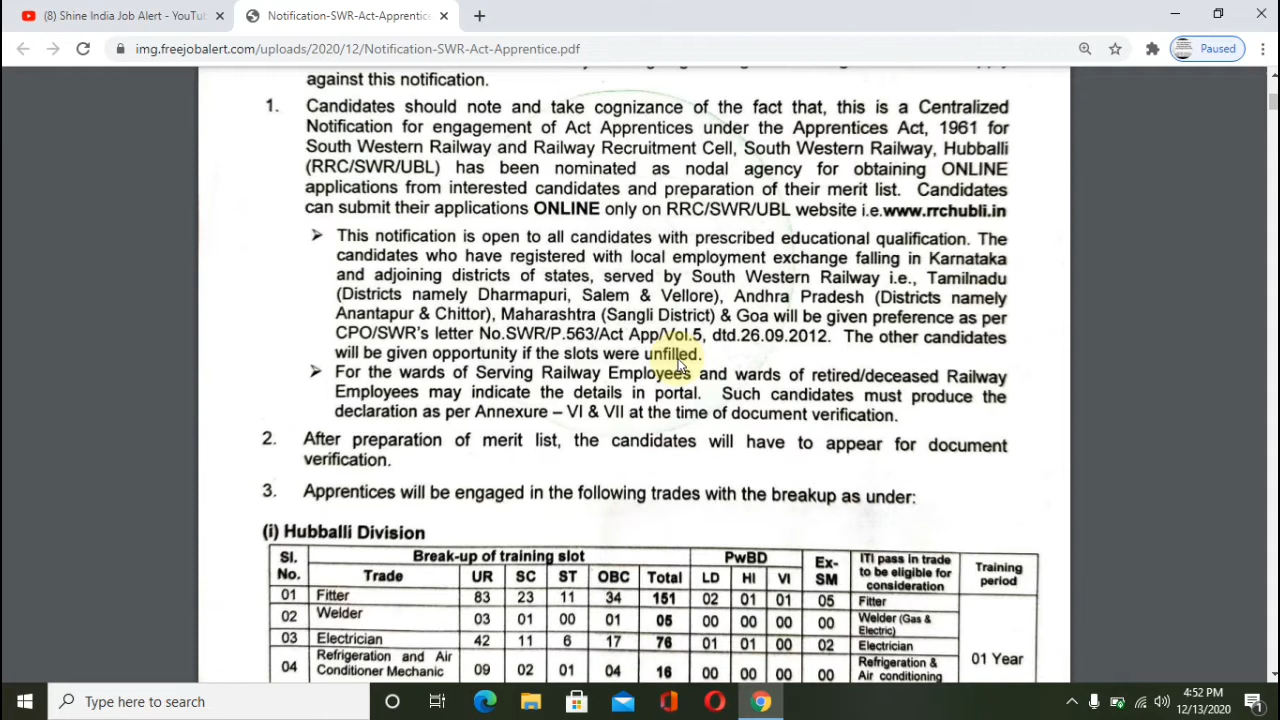 (8) Shine India Job Alert - YouTu
Notification-SWR-Act-Apprentice
img.freejobalert.com/uploads/2020/12/Notification-SWR-Act-Apprentice.pdf
Paused
against this notification.
1. Candidates should note and take cognizance of the fact that, this is a Centralized
Notification for engagement of Act Apprentices under the Apprentices Act, 1961 for
South Western Railway and Railway Recruitment Cell, South Western Railway, Hubballi
(RRC/SWR/UBL) has been nominated as nodal agency for obtaining ONLINE
applications from interested candidates and preparation of their merit list. Candidates
can submit their applications ONLINE only on RRC/SWR/UBL website i.e.www.rrchubli.in
➢ This notification is open to all candidates with prescribed educational qualification. The
candidates who have registered with local employment exchange falling in Karnataka
and adjoining districts of states, served by South Western Railway i.e., Tamilnadu
(Districts namely Dharmapuri, Salem & Vellore), Andhra Pradesh (Districts namely
Anantapur & Chittor), Maharashtra (Sangli District) & Goa will be given preference as per
CPO/SWR's letter No.SWR/P.563/Act App/Vol.5, dtd.26.09.2012. The other candidates
will be given opportunity if the slots were unfilled.
➢ For the wards of Serving Railway Employees and wards of retired/deceased Railway
Employees may indicate the details in portal. Such candidates must produce the
declaration as per Annexure – VI & VII at the time of document verification.
2. After preparation of merit list, the candidates will have to appear for document
verification.
3. Apprentices will be engaged in the following trades with the breakup as under:
(i) Hubballi Division
Sl. No. Break-up of training slot PwBD Ex-SM ITI pass in trade to be eligible for consideration Training period
Trade UR SC ST OBC Total LD HI VI
01 Fitter 83 23 11 34 151 02 01 01 05 Fitter
02 Welder 03 01 00 01 05 00 00 00 00 Welder (Gas & Electric)
03 Electrician 42 11 6 17 76 01 01 00 02 Electrician
04 Refrigeration and Air Conditioner Mechanic 09 02 01 04 16 00 00 00 00 Refrigeration & Air conditioning
01 Year
Type here to search
4:52 PM
12/13/2020
1